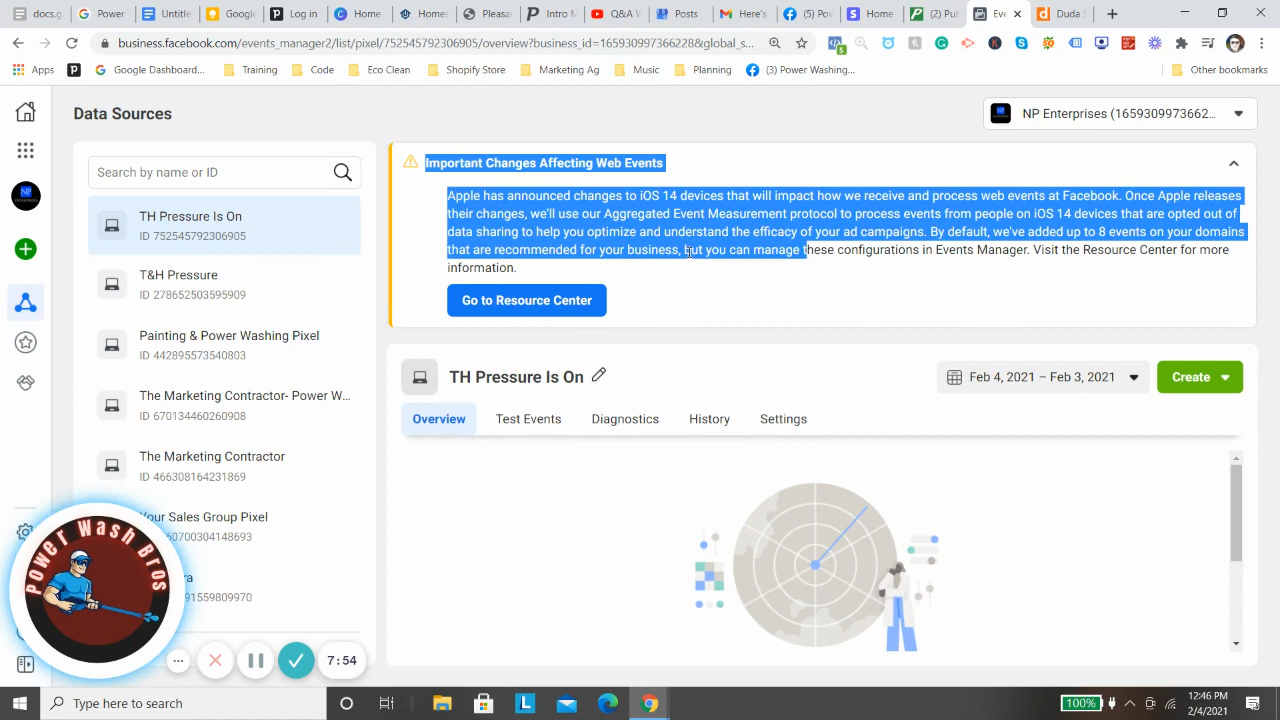 docs.g
Power
Untitle
Google
Log in
Home
Home
Pleas
Intro M
Q&A W
Posts
Here's
(5) Pov
Home
(2) Pub
Eve
Duda S
business.facebook.com/events_manager2/list/pixel/752545792306905/overview?business_id=165930997366228&global_s...
Apps
Google Dashboard...
Training
Code
Eco Clean
Shopify Store
Marketing Ag
Music
Planning
(3) Power Washing...
Other bookmarks
Data Sources
NP Enterprises (1659309973662...
Search by name or ID
TH Pressure Is On
ID 752545792306905
T&H Pressure
ID 278652503595909
Painting & Power Washing Pixel
ID 442895573540803
The Marketing Contractor- Power W...
ID 670134460260908
The Marketing Contractor
ID 466308164231869
Your Sales Group Pixel
60700304148693
ra
91559809970
Important Changes Affecting Web Events
Apple has announced changes to iOS 14 devices that will impact how we receive and process web events at Facebook. Once Apple releases
their changes, we'll use our Aggregated Event Measurement protocol to process events from people on iOS 14 devices that are opted out of
data sharing to help you optimize and understand the efficacy of your ad campaigns. By default, we've added up to 8 events on your domains
that are recommended for your business, but you can manage these configurations in Events Manager. Visit the Resource Center for more
information.
Go to Resource Center
TH Pressure Is On
Feb 4, 2021 – Feb 3, 2021
Create
Overview
Test Events
Diagnostics
History
Settings
Power Wash Bros
7:54
Type here to search
100%
12:46 PM
2/4/2021